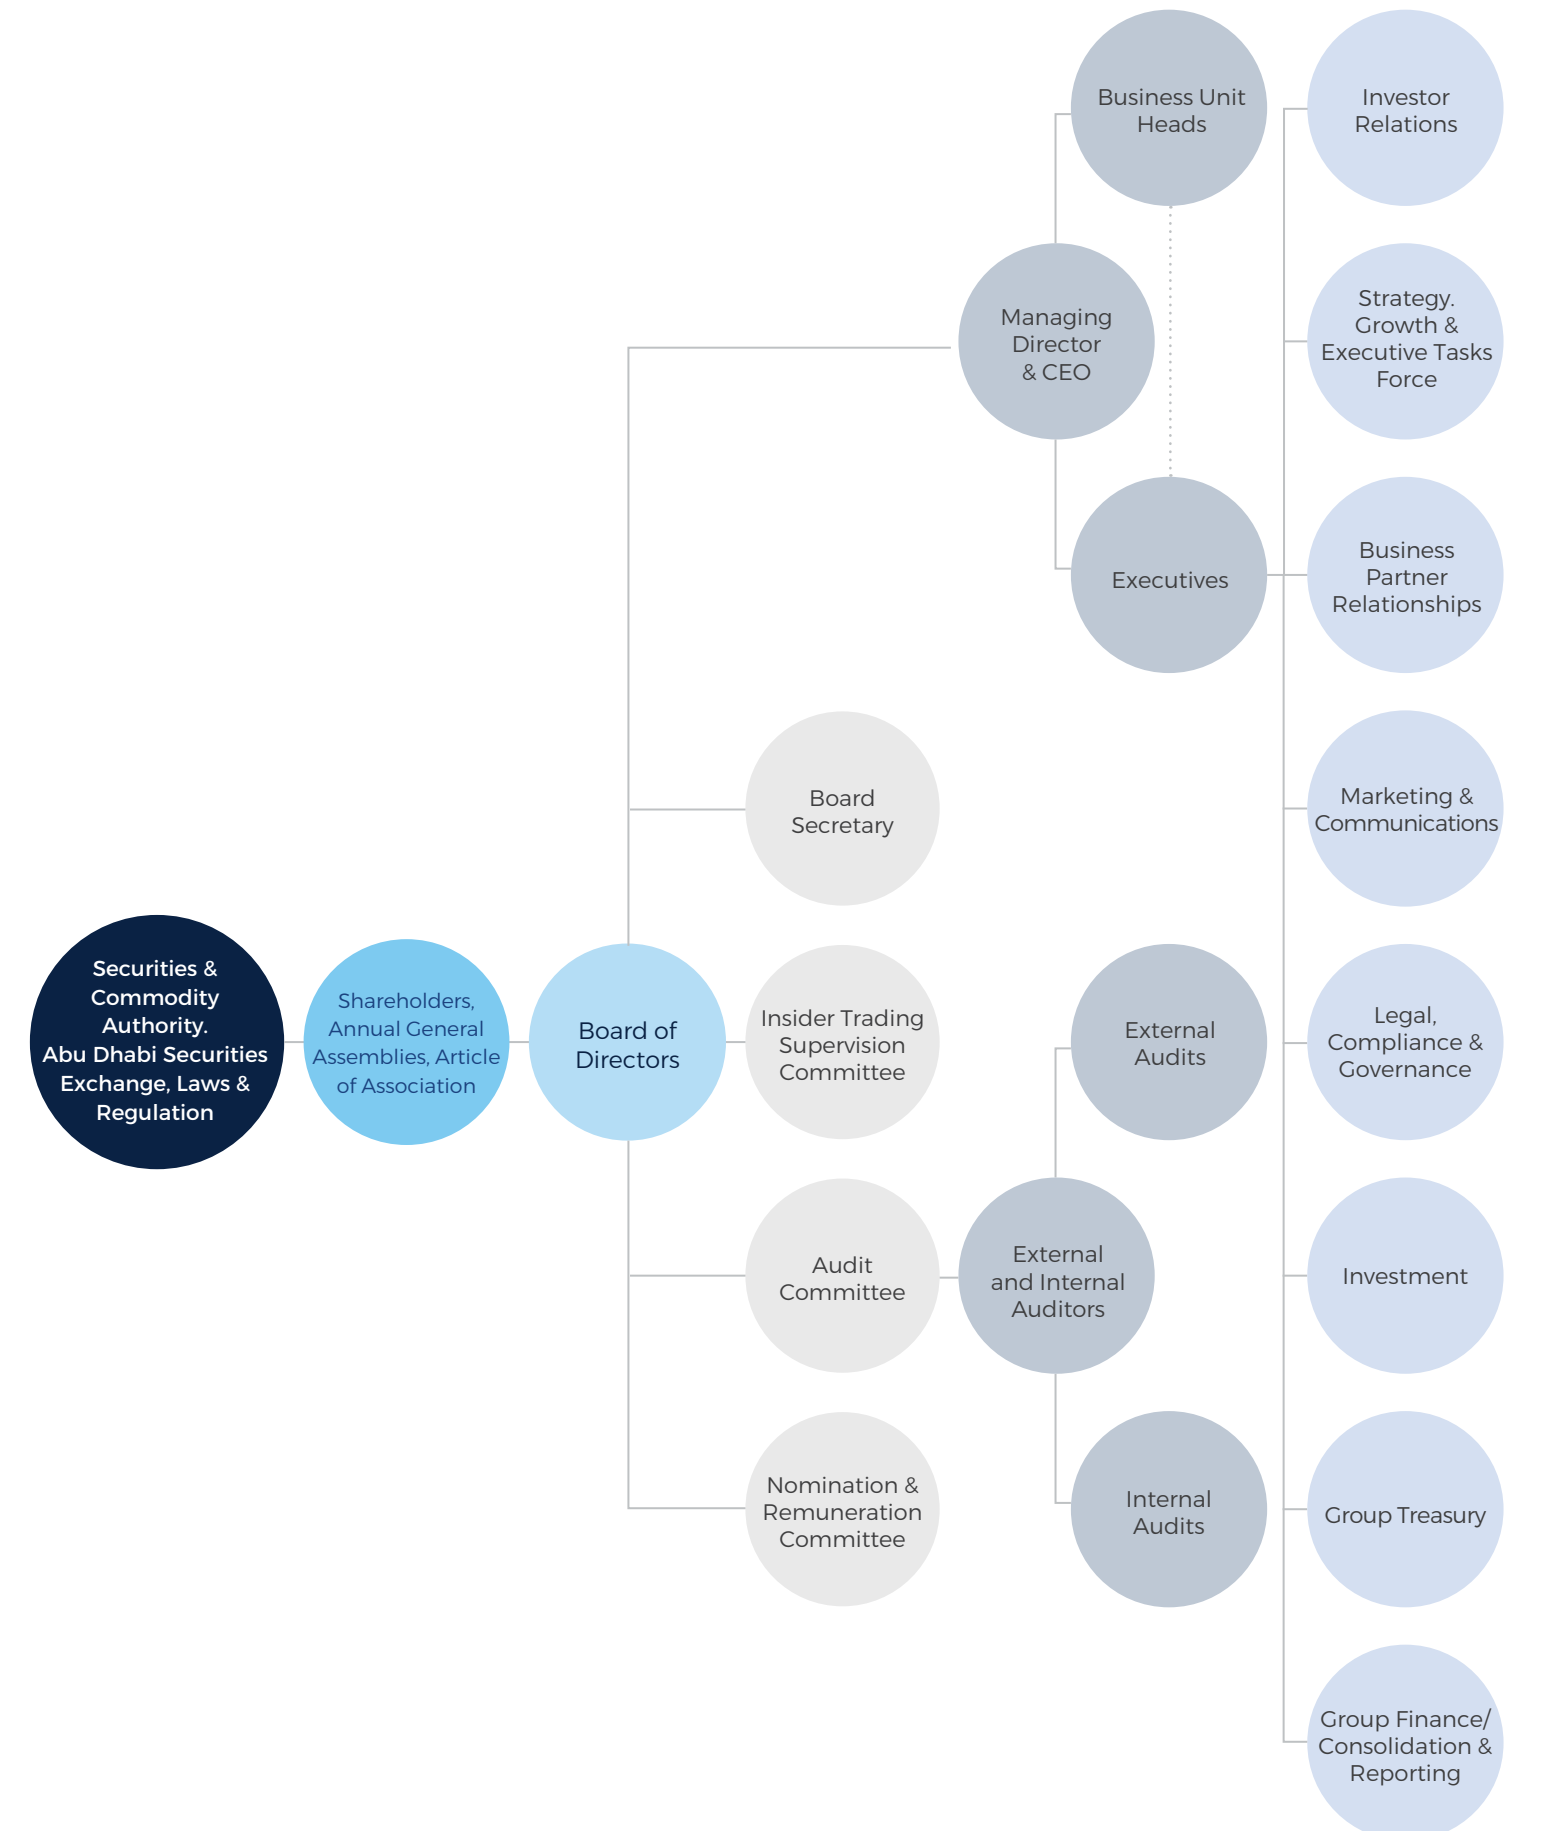 Business Unit
Heads
Investor
Relations
Managing
Director
& CEO
Strategy.
Growth &
Executive Tasks
Force
Executives
Business
Partner
Relationships
Board
Secretary
Marketing &
Communications
Securities &
Commodity
Authority.
Abu Dhabi Securities
Exchange, Laws &
Regulation
Shareholders,
Annual General
Assemblies, Article
of Association
Board of
Directors
Insider Trading
Supervision
Committee
External
Audits
Legal,
Compliance &
Governance
Audit
Committee
External
and Internal
Auditors
Investment
Nomination &
Remuneration
Committee
Internal
Audits
Group Treasury
Group Finance/
Consolidation &
Reporting